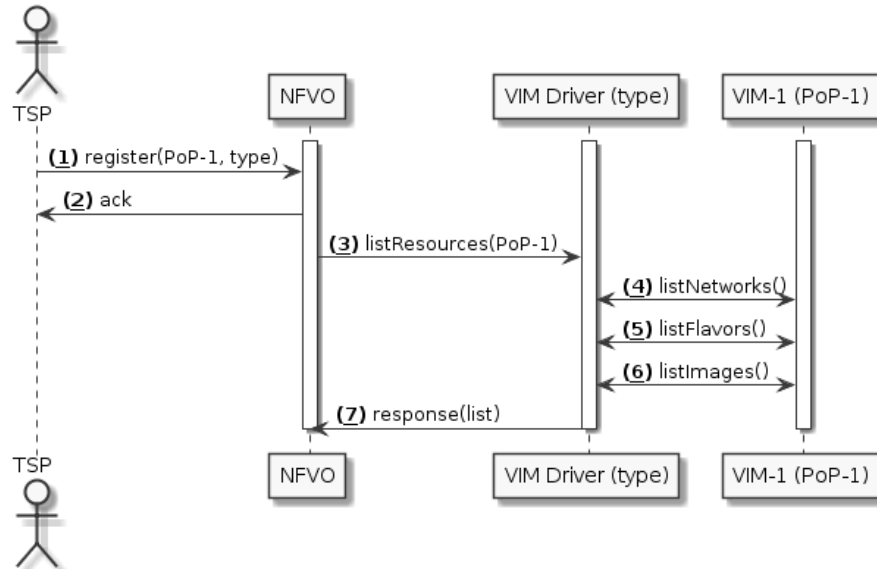 TSP
NFVO
VIM Driver (type)
VIM-1 (PoP-1)
(1) register(PoP-1, type)
(2) ack
(3) listResources(PoP-1)
(4) listNetworks()
(5) listFlavors()
(6) listImages()
(7) response(list)
TSP
NFVO
VIM Driver (type)
VIM-1 (PoP-1)